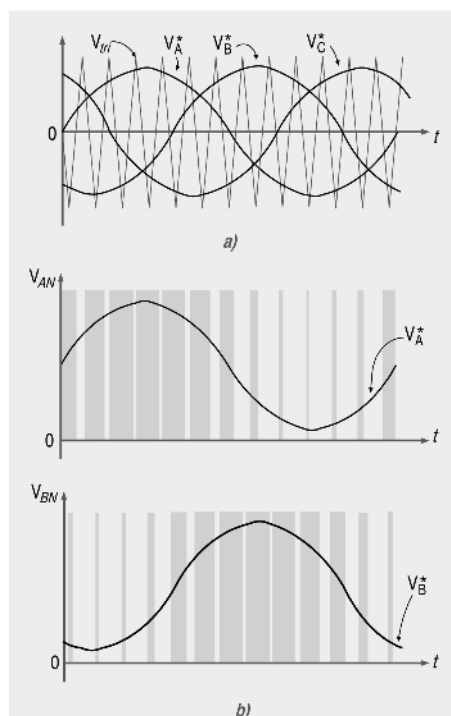 V_tri V*_A V*_B V*_C
0 t
a)
V_AN
V*_A
0 t
V_BN
V*_B
0 t
b)